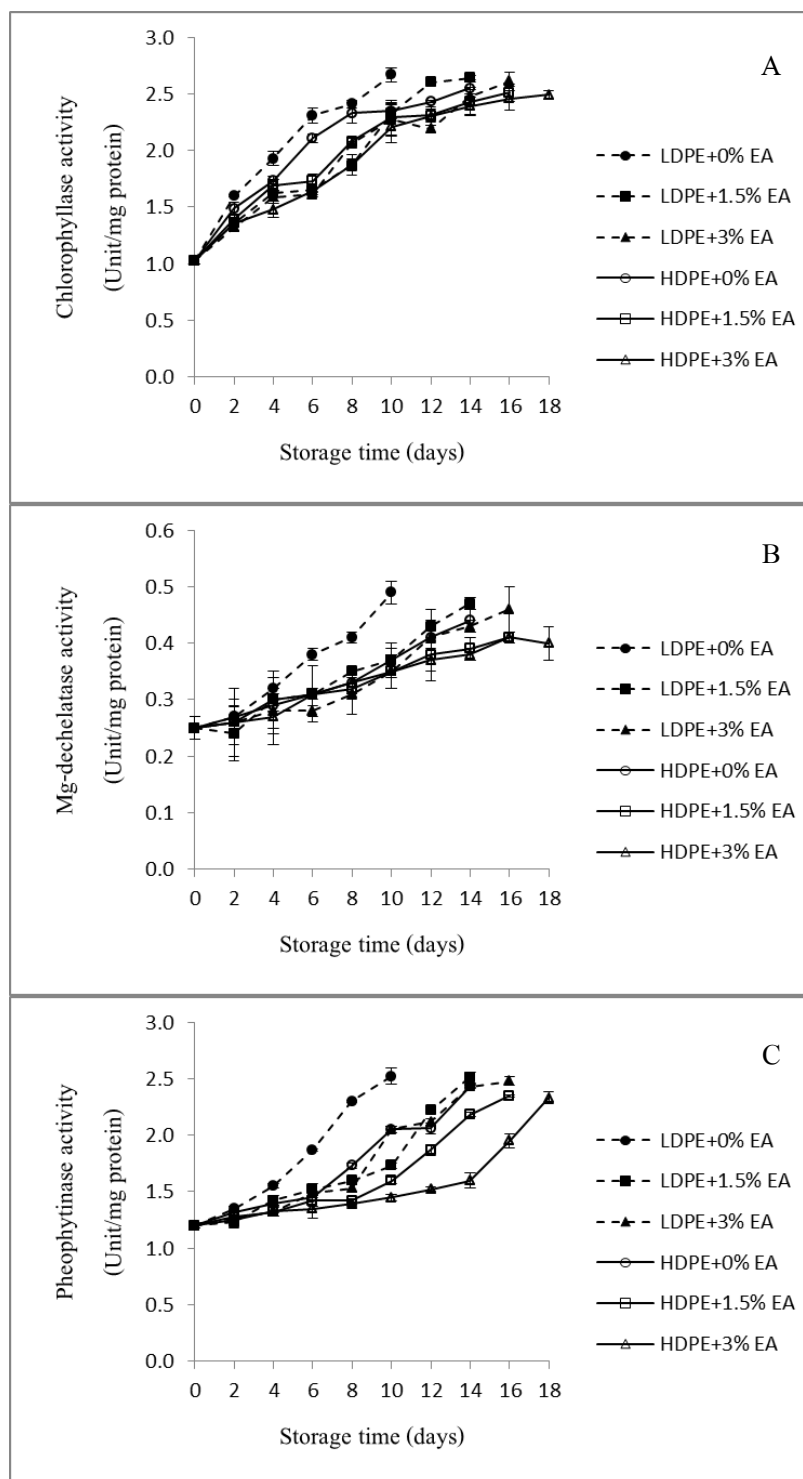 A
Chlorophyllase activity
(Unit/mg protein)
3.0
2.5
2.0
1.5
1.0
0.5
0.0
0 2 4 6 8 10 12 14 16 18
Storage time (days)
LDPE+0% EA
LDPE+1.5% EA
LDPE+3% EA
HDPE+0% EA
HDPE+1.5% EA
HDPE+3% EA
B
Mg-dechelatase activity
(Unit/mg protein)
0.6
0.5
0.4
0.3
0.2
0.1
0.0
0 2 4 6 8 10 12 14 16 18
Storage time (days)
LDPE+0% EA
LDPE+1.5% EA
LDPE+3% EA
HDPE+0% EA
HDPE+1.5% EA
HDPE+3% EA
C
Pheophytinase activity
(Unit/mg protein)
3.0
2.5
2.0
1.5
1.0
0.5
0.0
0 2 4 6 8 10 12 14 16 18
Storage time (days)
LDPE+0% EA
LDPE+1.5% EA
LDPE+3% EA
HDPE+0% EA
HDPE+1.5% EA
HDPE+3% EA